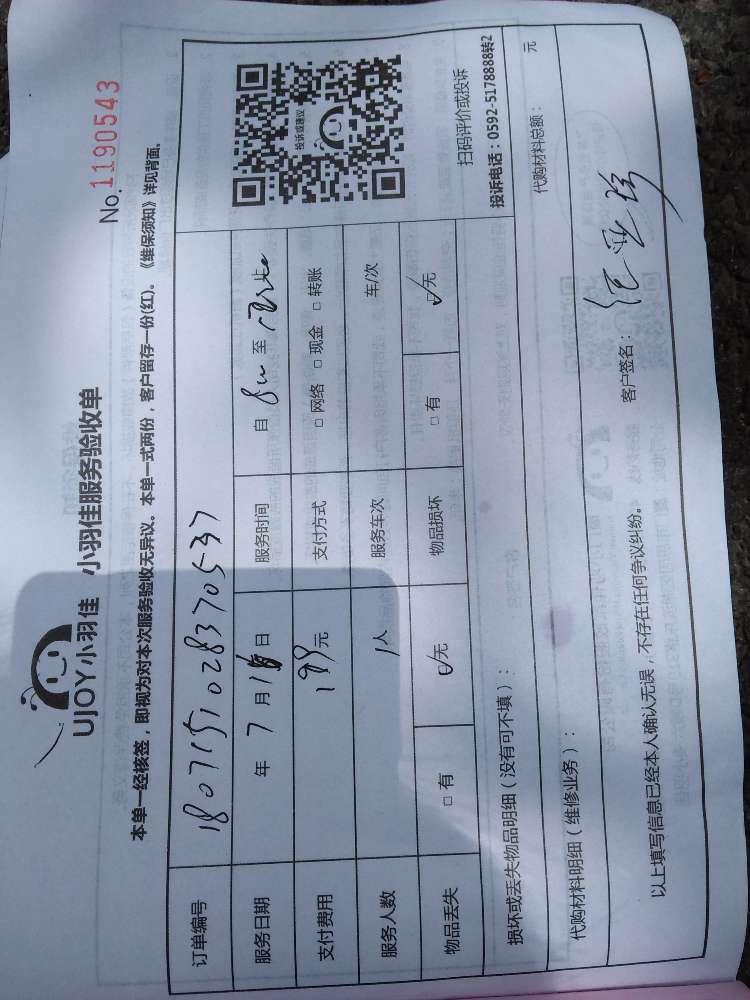 UJOY小羽佳 小羽佳服务验收单
No. 1190543
本单一经核签，即视为对本次服务验收无异议。本单一式两份，客户留存一份(红)。《维保须知》详见背面。
订单编号 1807151028370537
服务日期 年 7 月 日 服务时间 自 至
支付费用 199 元 支付方式 □ 网络 □ 现金 □ 转账
服务人数 1 人 服务车次 车/次
物品丢失 □ 有 ☑ 无 物品损坏 □ 有 ☑ 无
投诉或建议
扫码评价或投诉
投诉电话：0592-5178888转2
损坏或丢失物品明细（没有可不填）：
代购材料明细（维修业务）： 代购材料总额： 元
以上填写信息已经本人确认无误，不存在任何争议纠纷。 客户签名：